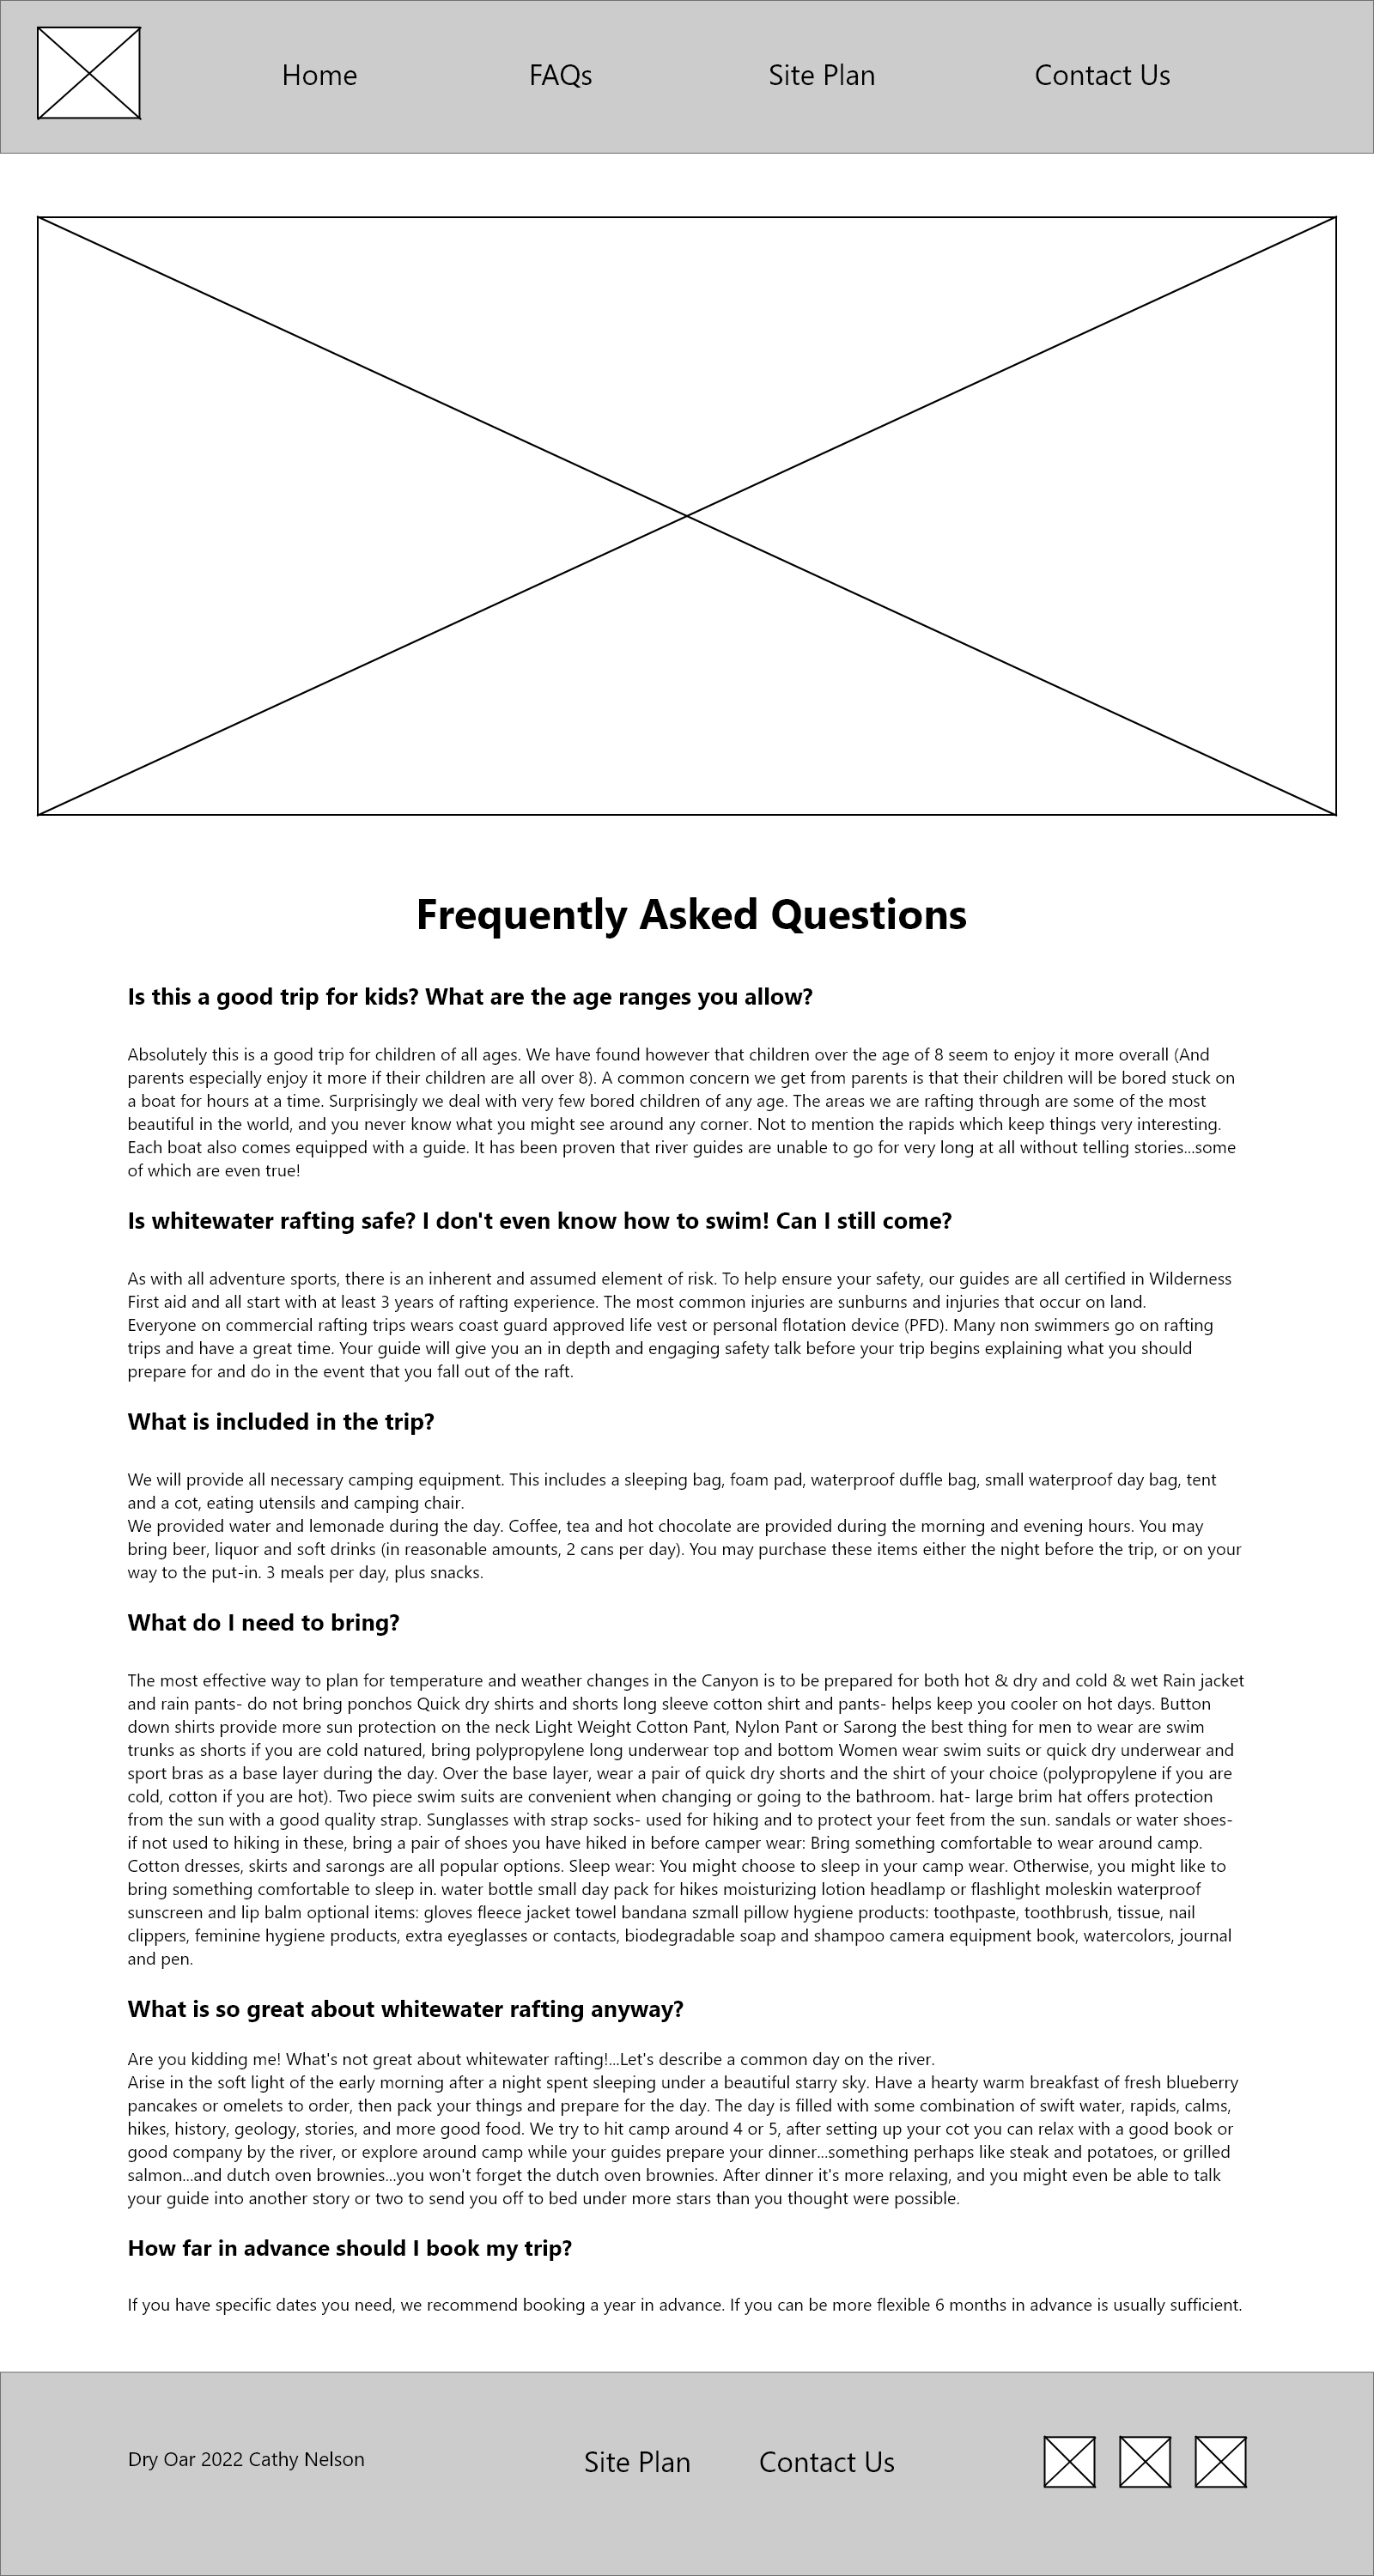 Home FAQs Site Plan Contact Us
Frequently Asked Questions
Is this a good trip for kids? What are the age ranges you allow?
Absolutely this is a good trip for children of all ages. We have found however that children over the age of 8 seem to enjoy it more overall (And
parents especially enjoy it more if their children are all over 8). A common concern we get from parents is that their children will be bored stuck on
a boat for hours at a time. Surprisingly we deal with very few bored children of any age. The areas we are rafting through are some of the most
beautiful in the world, and you never know what you might see around any corner. Not to mention the rapids which keep things very interesting.
Each boat also comes equipped with a guide. It has been proven that river guides are unable to go for very long at all without telling stories...some
of which are even true!
Is whitewater rafting safe? I don't even know how to swim! Can I still come?
As with all adventure sports, there is an inherent and assumed element of risk. To help ensure your safety, our guides are all certified in Wilderness
First aid and all start with at least 3 years of rafting experience. The most common injuries are sunburns and injuries that occur on land.
Everyone on commercial rafting trips wears coast guard approved life vest or personal flotation device (PFD). Many non swimmers go on rafting
trips and have a great time. Your guide will give you an in depth and engaging safety talk before your trip begins explaining what you should
prepare for and do in the event that you fall out of the raft.
What is included in the trip?
We will provide all necessary camping equipment. This includes a sleeping bag, foam pad, waterproof duffle bag, small waterproof day bag, tent
and a cot, eating utensils and camping chair.
We provided water and lemonade during the day. Coffee, tea and hot chocolate are provided during the morning and evening hours. You may
bring beer, liquor and soft drinks (in reasonable amounts, 2 cans per day). You may purchase these items either the night before the trip, or on your
way to the put-in. 3 meals per day, plus snacks.
What do I need to bring?
The most effective way to plan for temperature and weather changes in the Canyon is to be prepared for both hot & dry and cold & wet Rain jacket
and rain pants- do not bring ponchos Quick dry shirts and shorts long sleeve cotton shirt and pants- helps keep you cooler on hot days. Button
down shirts provide more sun protection on the neck Light Weight Cotton Pant, Nylon Pant or Sarong the best thing for men to wear are swim
trunks as shorts if you are cold natured, bring polypropylene long underwear top and bottom Women wear swim suits or quick dry underwear and
sport bras as a base layer during the day. Over the base layer, wear a pair of quick dry shorts and the shirt of your choice (polypropylene if you are
cold, cotton if you are hot). Two piece swim suits are convenient when changing or going to the bathroom. hat- large brim hat offers protection
from the sun with a good quality strap. Sunglasses with strap socks- used for hiking and to protect your feet from the sun. sandals or water shoes-
if not used to hiking in these, bring a pair of shoes you have hiked in before camper wear: Bring something comfortable to wear around camp.
Cotton dresses, skirts and sarongs are all popular options. Sleep wear: You might choose to sleep in your camp wear. Otherwise, you might like to
bring something comfortable to sleep in. water bottle small day pack for hikes moisturizing lotion headlamp or flashlight moleskin waterproof
sunscreen and lip balm optional items: gloves fleece jacket towel bandana szmall pillow hygiene products: toothpaste, toothbrush, tissue, nail
clippers, feminine hygiene products, extra eyeglasses or contacts, biodegradable soap and shampoo camera equipment book, watercolors, journal
and pen.
What is so great about whitewater rafting anyway?
Are you kidding me! What's not great about whitewater rafting!...Let's describe a common day on the river.
Arise in the soft light of the early morning after a night spent sleeping under a beautiful starry sky. Have a hearty warm breakfast of fresh blueberry
pancakes or omelets to order, then pack your things and prepare for the day. The day is filled with some combination of swift water, rapids, calms,
hikes, history, geology, stories, and more good food. We try to hit camp around 4 or 5, after setting up your cot you can relax with a good book or
good company by the river, or explore around camp while your guides prepare your dinner...something perhaps like steak and potatoes, or grilled
salmon...and dutch oven brownies...you won't forget the dutch oven brownies. After dinner it's more relaxing, and you might even be able to talk
your guide into another story or two to send you off to bed under more stars than you thought were possible.
How far in advance should I book my trip?
If you have specific dates you need, we recommend booking a year in advance. If you can be more flexible 6 months in advance is usually sufficient.
Dry Oar 2022 Cathy Nelson Site Plan Contact Us